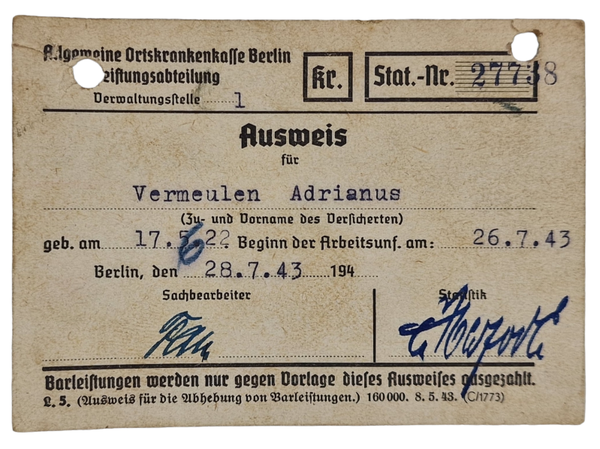 Allgemeine Ortskrankenkasse Berlin
Leistungsabteilung
Verwaltungsstelle 1
Kr.
Stat.-Nr. 27738
Ausweis
für
Vermeulen Adrianus
(Zu- und Vorname des Versicherten)
geb. am 17.6.22 Beginn der Arbeitsunf. am: 26.7.43
Berlin, den 28.7.43 194
Sachbearbeiter Statistik
Barleistungen werden nur gegen Vorlage dieses Ausweises ausgezahlt.
L. 5. (Ausweis für die Abhebung von Barleistungen.) 160 000. 8. 5. 43. (C/1773)